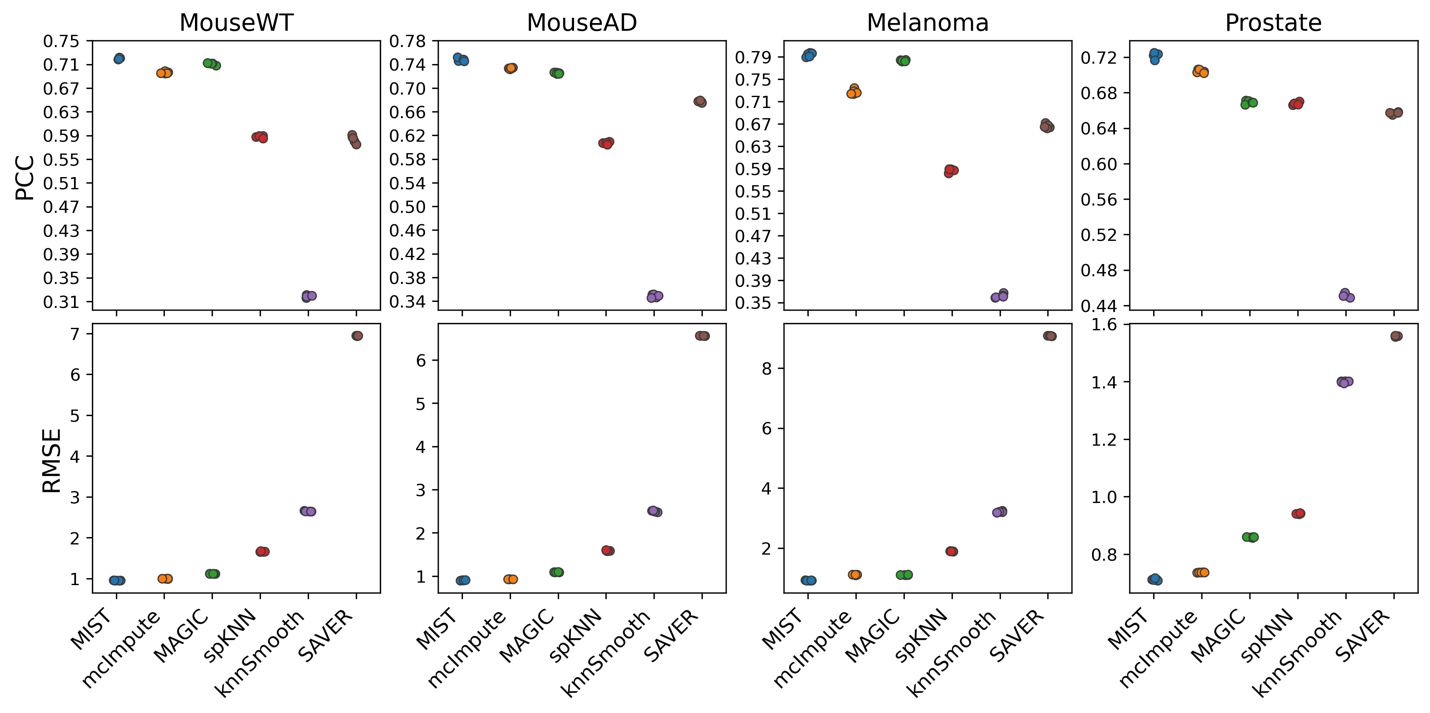 MouseWT MouseAD Melanoma Prostate
PCC
0.75
0.71
0.67
0.63
0.59
0.55
0.51
0.47
0.43
0.39
0.35
0.31
0.78
0.74
0.70
0.66
0.62
0.58
0.54
0.50
0.46
0.42
0.38
0.34
0.79
0.75
0.71
0.67
0.63
0.59
0.55
0.51
0.47
0.43
0.39
0.35
0.72
0.68
0.64
0.60
0.56
0.52
0.48
0.44
RMSE
7
6
5
4
3
2
1
6
5
4
3
2
1
8
6
4
2
1.6
1.4
1.2
1.0
0.8
MIST
mcImpute
MAGIC
spKNN
knnSmooth
SAVER
MIST
mcImpute
MAGIC
spKNN
knnSmooth
SAVER
MIST
mcImpute
MAGIC
spKNN
knnSmooth
SAVER
MIST
mcImpute
MAGIC
spKNN
knnSmooth
SAVER